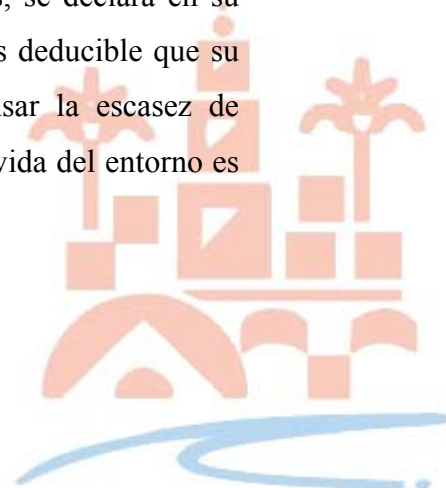 se declara en su
s deducible que su
sar la escasez de
vida del entorno es